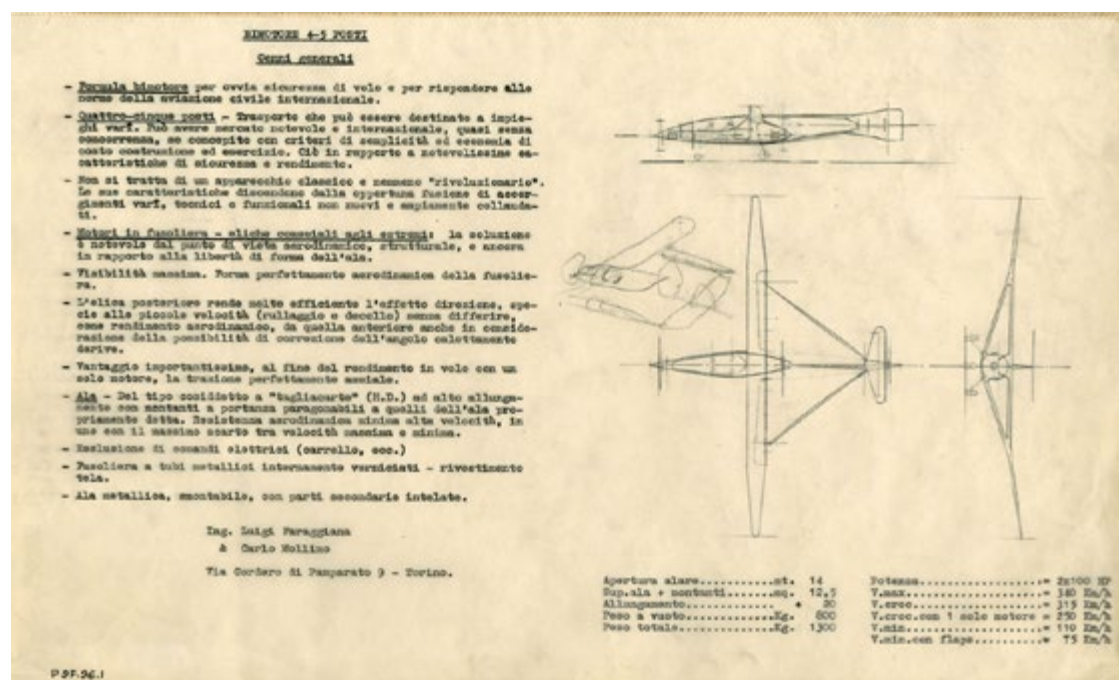 BIMOTORE 4-5 POSTI
Cenni generali
- Formula bimotore per ovvia sicurezza di volo e per rispondere alle
norme della aviazione civile internazionale.
- Quattro-cinque posti - Trasporto che può essere destinato a impie-
ghi varî. Può avere mercato notevole e internazionale, quasi senza
concorrenza, se concepito con criteri di semplicità ed economia di
costo costruzione ed esercizio. Ciò in rapporto a notevolissime ca-
ratteristiche di sicurezza e rendimento.
- Non si tratta di un apparecchio classico e nemmeno "rivoluzionario".
Le sue caratteristiche discendono dalla opportuna fusione di accor-
gimenti varî, tecnici e funzionali non nuovi e ampiamente collauda-
ti.
- Motori in fusoliera - eliche coassiali agli estremi: la soluzione
è notevole dal punto di vista aerodinamico, strutturale, e ancora
in rapporto alla libertà di forma dell'ala.
- Visibilità massima. Forma perfettamente aerodinamica della fusolie-
ra.
- L'elica posteriore rende molto efficiente l'effetto direzione, spe-
cie alle piccole velocità (rullaggio e decollo) senza differire,
come rendimento aerodinamico, da quella anteriore anche in conside-
razione della possibilità di correzione dell'angolo calettamento
derive.
- Vantaggio importantissimo, al fine del rendimento in volo con un
solo motore, la trazione perfettamente assiale.
- Ala - Del tipo cosiddetto a "tagliacarte" (H.D.) ad alto allunga-
mento con montanti a portanza paragonabili a quelli dell'ala pro-
priamente detta. Resistenza aerodinamica minima alta velocità, in
uno con il massimo scarto tra velocità massima e minima.
- Esclusione di comandi elettrici (carrello, ecc.)
- Fusoliera a tubi metallici internamente verniciati - rivestimento
tela.
- Ala metallica, smontabile, con parti secondarie intelate.
Ing. Luigi Faraggiana
& Carlo Mollino
Via Cordero di Pamparato 9 - Torino.
Apertura alare..........mt. 14
Sup.ala + montanti.......mq. 12,5
Allungamento........... = 20
Peso a vuoto............Kg. 800
Peso totale.............Kg. 1300
Potenza.................= 2x100 HP
V.max...................= 340 Km/h
V.croc..................= 315 Km/h
V.croc.con 1 solo motore = 250 Km/h
V.min...................= 110 Km/h
V.min.con flaps.........= 75 Km/h
P 9F.96.1